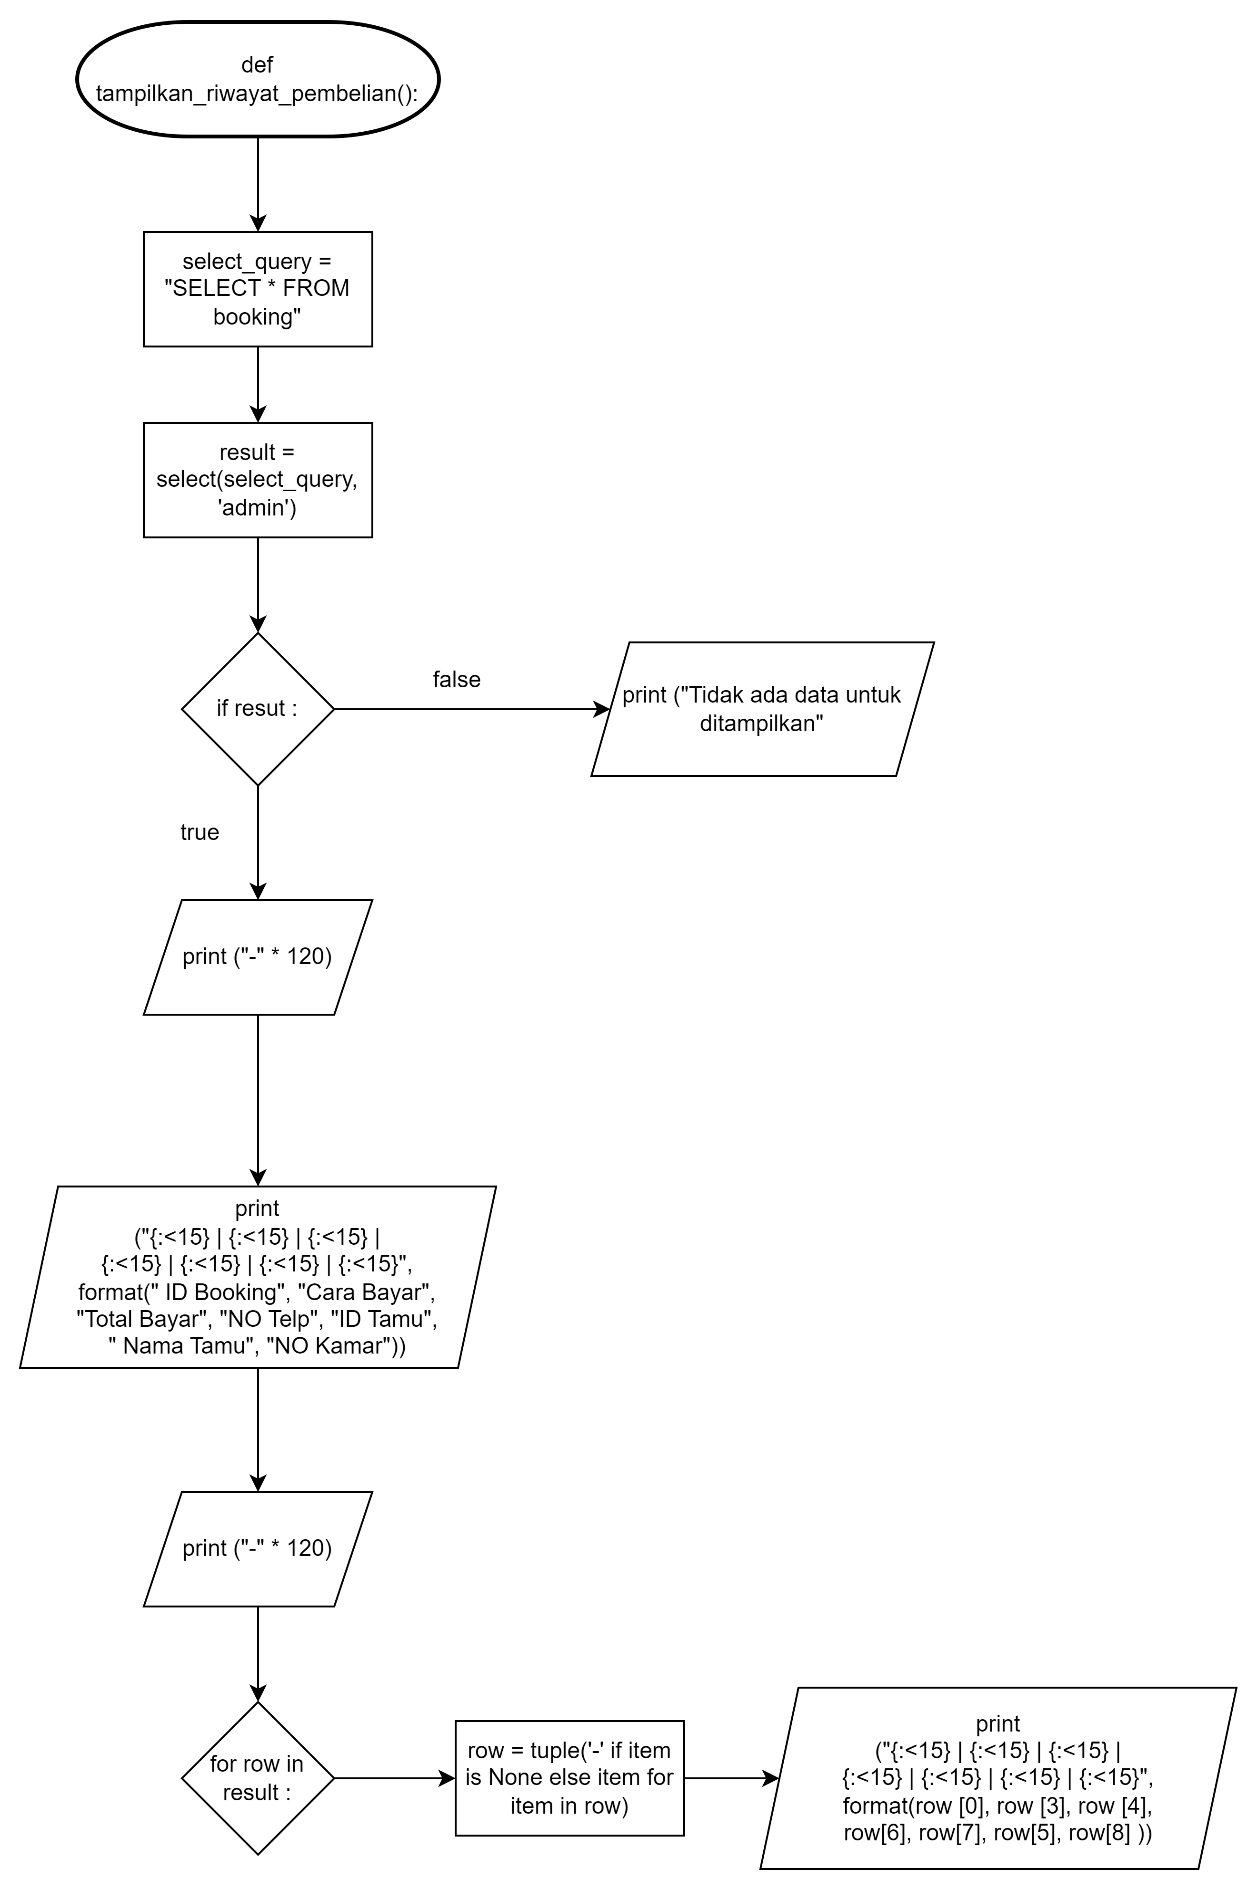 def
tampilkan_riwayat_pembelian():
select_query =
"SELECT * FROM
booking"
result =
select(select_query,
'admin')
if resut :
false
print ("Tidak ada data untuk
ditampilkan"
true
print ("-" * 120)
print
("{:<15} | {:<15} | {:<15} |
{:<15} | {:<15} | {:<15} | {:<15}",
format(" ID Booking", "Cara Bayar",
"Total Bayar", "NO Telp", "ID Tamu",
" Nama Tamu", "NO Kamar"))
print ("-" * 120)
for row in
result :
row = tuple('-' if item
is None else item for
item in row)
print
("{:<15} | {:<15} | {:<15} |
{:<15} | {:<15} | {:<15} | {:<15}",
format(row [0], row [3], row [4],
row[6], row[7], row[5], row[8] ))